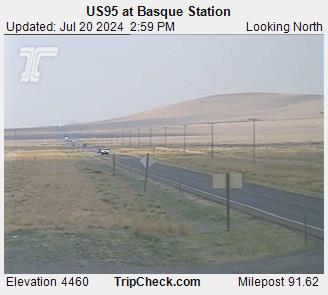 US95 at Basque Station
Updated: Jul 20 2024 2:59 PM Looking North
Elevation 4460 TripCheck.com Milepost 91.62